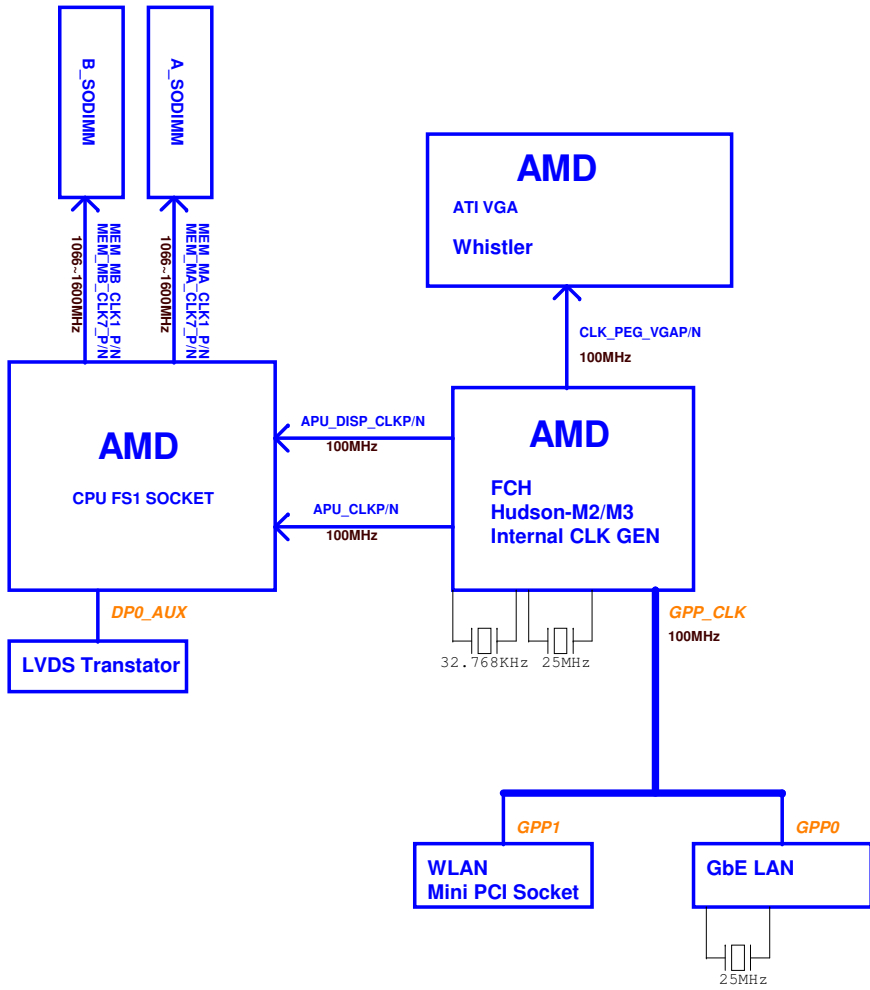 B_SODIMM
A_SODIMM
MEM_MB_CLK1_P/N
MEM_MB_CLK7_P/N
1066~1600MHz
MEM_MA_CLK1_P/N
MEM_MA_CLK7_P/N
1066~1600MHz
AMD
ATI VGA
Whistler
CLK_PEG_VGAP/N
100MHz
AMD
CPU FS1 SOCKET
APU_DISP_CLKP/N
100MHz
APU_CLKP/N
100MHz
AMD
FCH
Hudson-M2/M3
Internal CLK GEN
DP0_AUX
LVDS Transtator
32.768KHz
25MHz
GPP_CLK
100MHz
GPP1
GPP0
WLAN
Mini PCI Socket
GbE LAN
25MHz